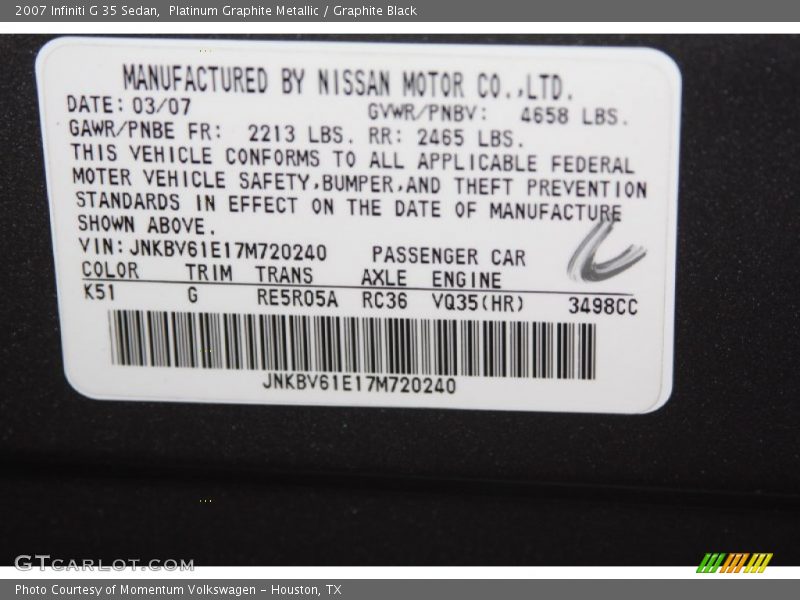 2007 Infiniti G 35 Sedan,  Platinum Graphite Metallic / Graphite Black
MANUFACTURED BY NISSAN MOTOR CO.,LTD.
DATE: 03/07 GVWR/PNBV: 4658 LBS.
GAWR/PNBE FR: 2213 LBS. RR: 2465 LBS.
THIS VEHICLE CONFORMS TO ALL APPLICABLE FEDERAL
MOTER VEHICLE SAFETY,BUMPER,AND THEFT PREVENTION
STANDARDS IN EFFECT ON THE DATE OF MANUFACTURE
SHOWN ABOVE.
VIN: JNKBV61E17M720240 PASSENGER CAR
COLOR TRIM TRANS AXLE ENGINE
K51 G RE5R05A RC36 VQ35(HR) 3498CC
JNKBV61E17M720240
GTCARLOT.COM
Photo Courtesy of Momentum Volkswagen - Houston, TX